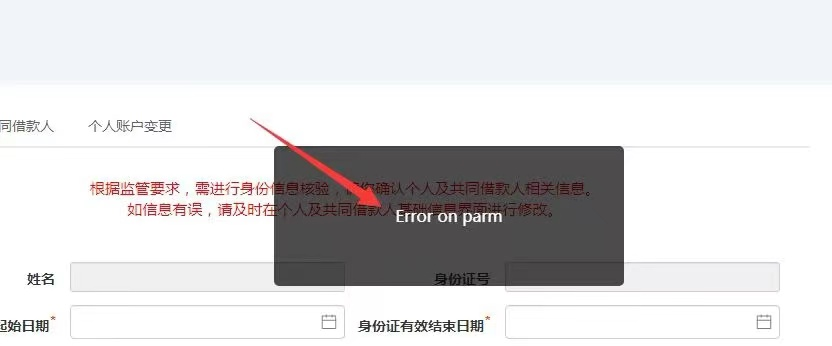 同借款人 个人账户变更
根据监管要求，需进行身份信息核验，请你确认个人及共同借款人相关信息。
如信息有误，请及时在个人及共同借款人基础信息界面进行修改。
Error on parm
姓名 身份证号
起始日期* 身份证有效结束日期*